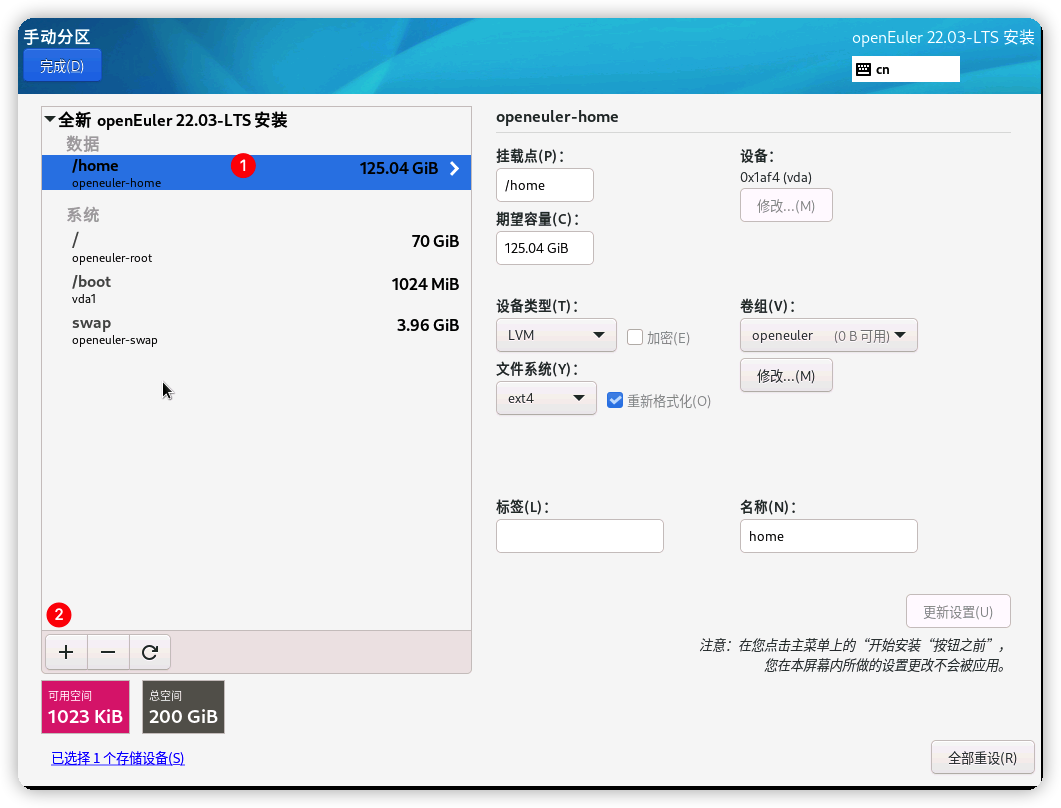 手动分区
openEuler 22.03-LTS 安装
完成(D)
cn
全新 openEuler 22.03-LTS 安装
数据
/home
1
125.04 GiB
openeuler-home
系统
/
70 GiB
openeuler-root
/boot
1024 MiB
vda1
swap
3.96 GiB
openeuler-swap
2
可用空间
1023 KiB
总空间
200 GiB
已选择 1 个存储设备(S)
openeuler-home
挂载点(P)：
/home
设备：
0x1af4 (vda)
修改...(M)
期望容量(C)：
125.04 GiB
设备类型(T)：
LVM
加密(E)
卷组(V)：
openeuler (0 B 可用)
修改...(M)
文件系统(Y)：
ext4
重新格式化(O)
标签(L)：
名称(N)：
home
更新设置(U)
注意：在您点击主菜单上的“开始安装“按钮之前”，
您在本屏幕内所做的设置更改不会被应用。
全部重设(R)